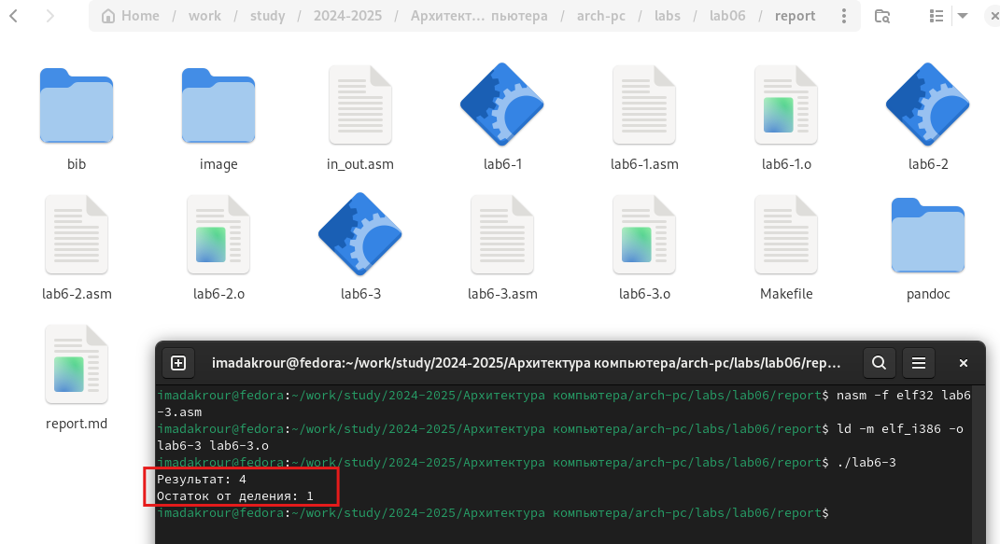 Home / work / study / 2024-2025 / Архитект… пьютера / arch-pc / labs / lab06 / report
bib
image
in_out.asm
lab6-1
lab6-1.asm
lab6-1.o
lab6-2
lab6-2.asm
lab6-2.o
lab6-3
lab6-3.asm
lab6-3.o
Makefile
pandoc
report.md
imadakrour@fedora:~/work/study/2024-2025/Архитектура компьютера/arch-pc/labs/lab06/rep…
imadakrour@fedora:~/work/study/2024-2025/Архитектура компьютера/arch-pc/labs/lab06/report$ nasm -f elf32 lab6
-3.asm
imadakrour@fedora:~/work/study/2024-2025/Архитектура компьютера/arch-pc/labs/lab06/report$ ld -m elf_i386 -o
lab6-3 lab6-3.o
imadakrour@fedora:~/work/study/2024-2025/Архитектура компьютера/arch-pc/labs/lab06/report$ ./lab6-3
Результат: 4
Остаток от деления: 1
imadakrour@fedora:~/work/study/2024-2025/Архитектура компьютера/arch-pc/labs/lab06/report$